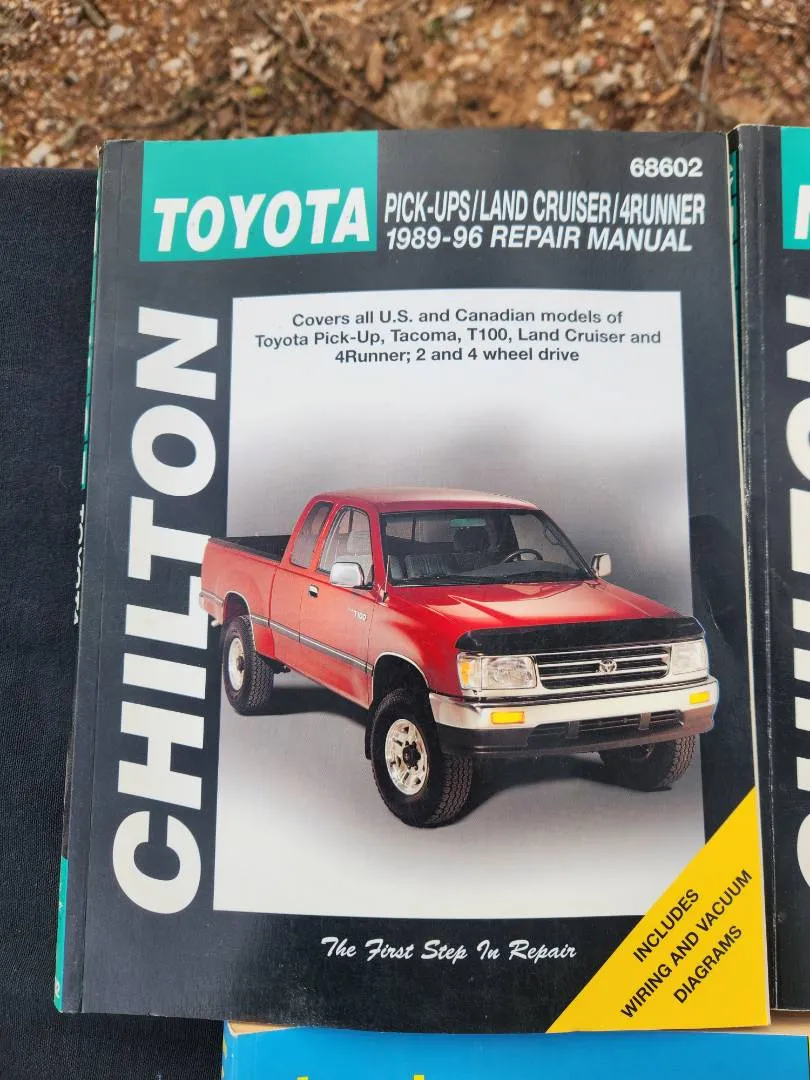 68602
TOYOTA
PICK-UPS/LAND CRUISER/4RUNNER
1989-96 REPAIR MANUAL
Covers all U.S. and Canadian models of
Toyota Pick-Up, Tacoma, T100, Land Cruiser and
4Runner; 2 and 4 wheel drive
CHILTON
T100
The First Step In Repair
INCLUDES
WIRING AND VACUUM
DIAGRAMS